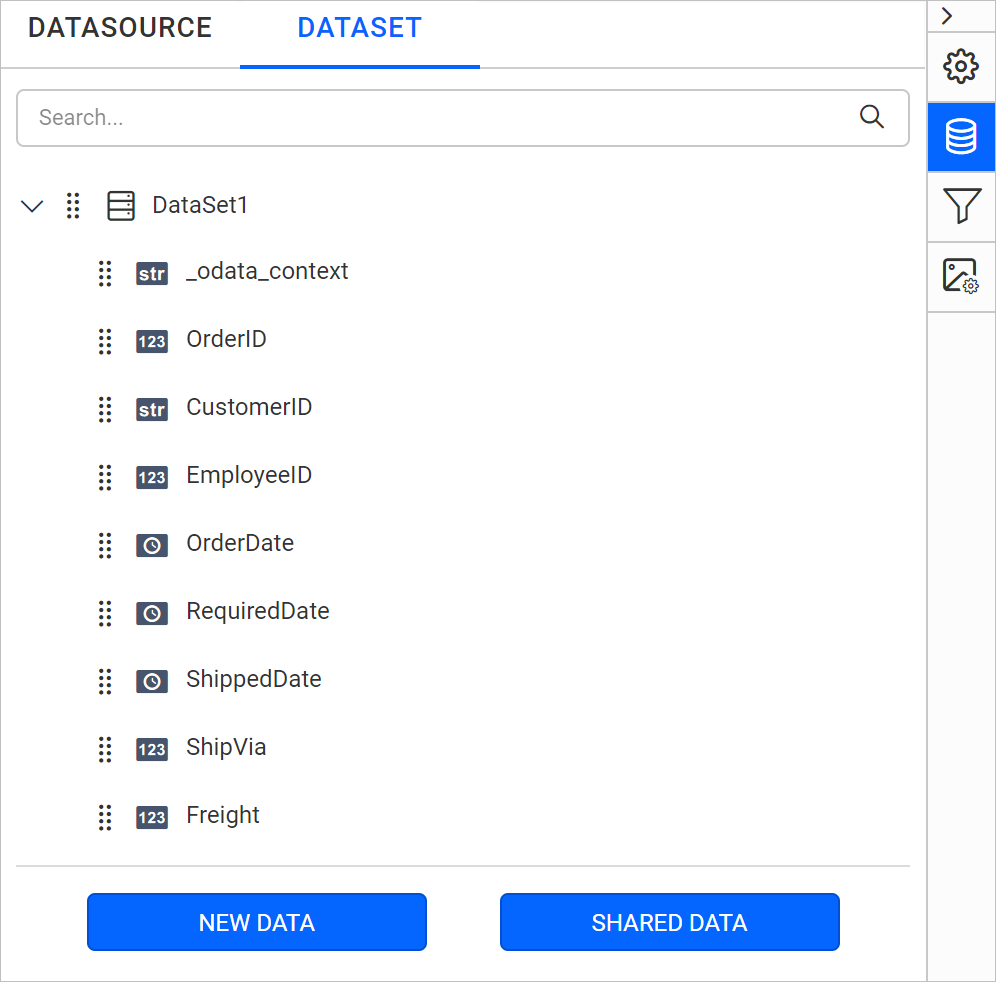 DATASOURCE DATASET
Search...
DataSet1
str _odata_context
123 OrderID
str CustomerID
123 EmployeeID
OrderDate
RequiredDate
ShippedDate
123 ShipVia
123 Freight
NEW DATA SHARED DATA